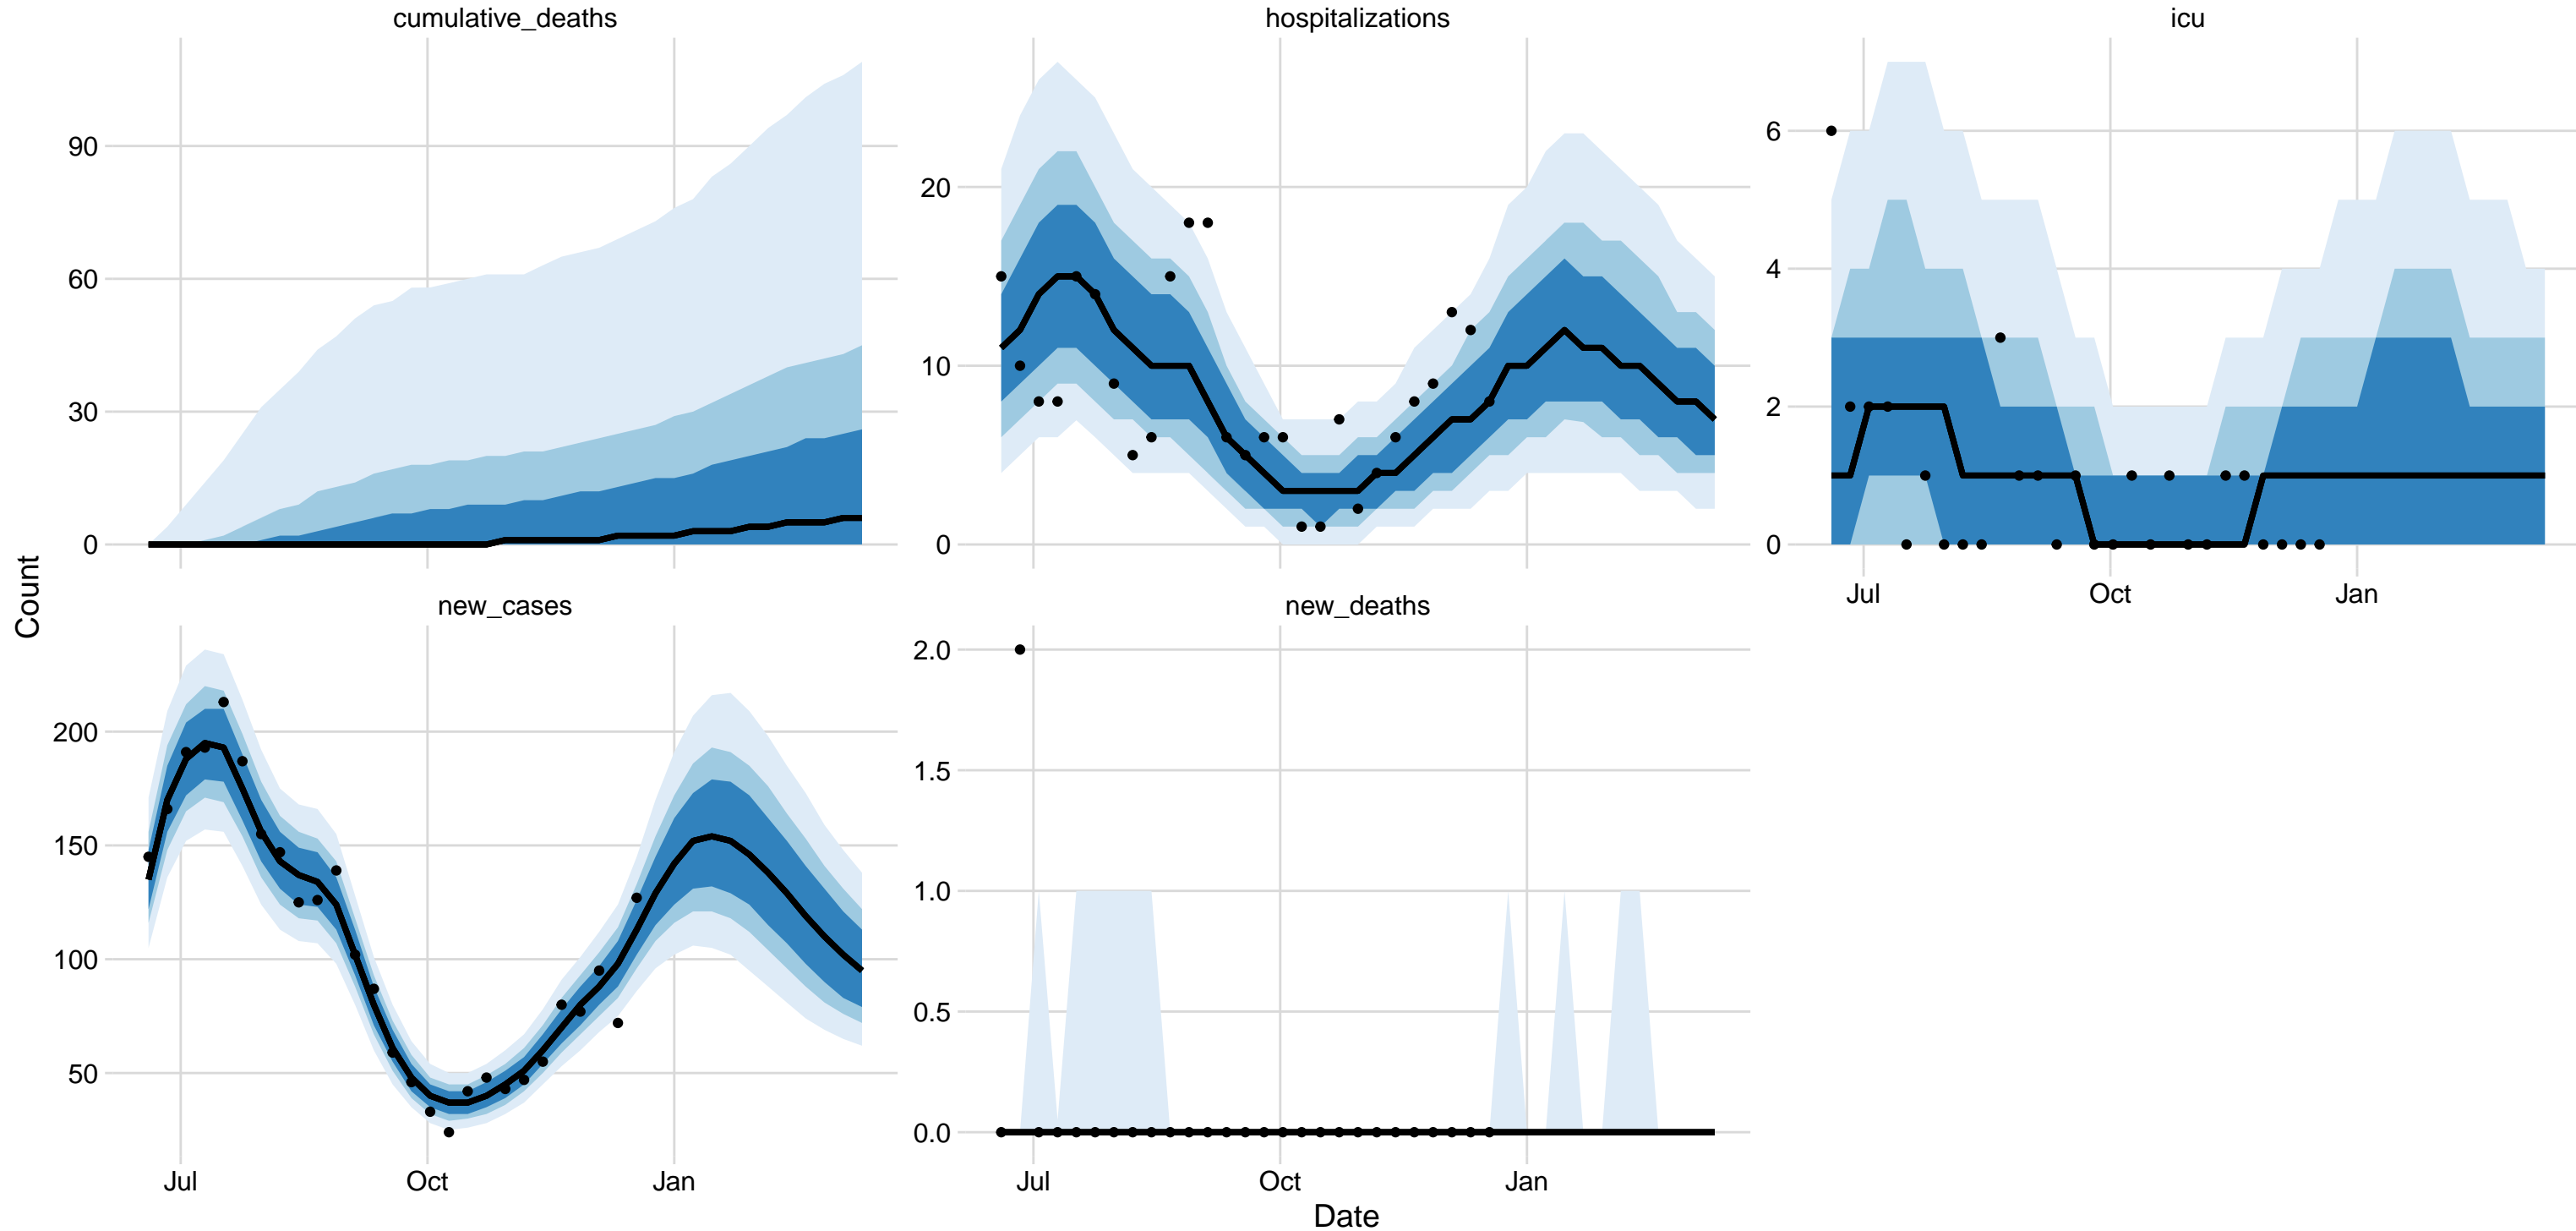 cumulative_deaths
hospitalizations
icu
90
60
30
0
20
10
0
6
4
2
0
Jul Oct Jan
Count
new_cases
new_deaths
200
150
100
50
2.0
1.5
1.0
0.5
0.0
Jul Oct Jan
Jul Oct Jan
Date